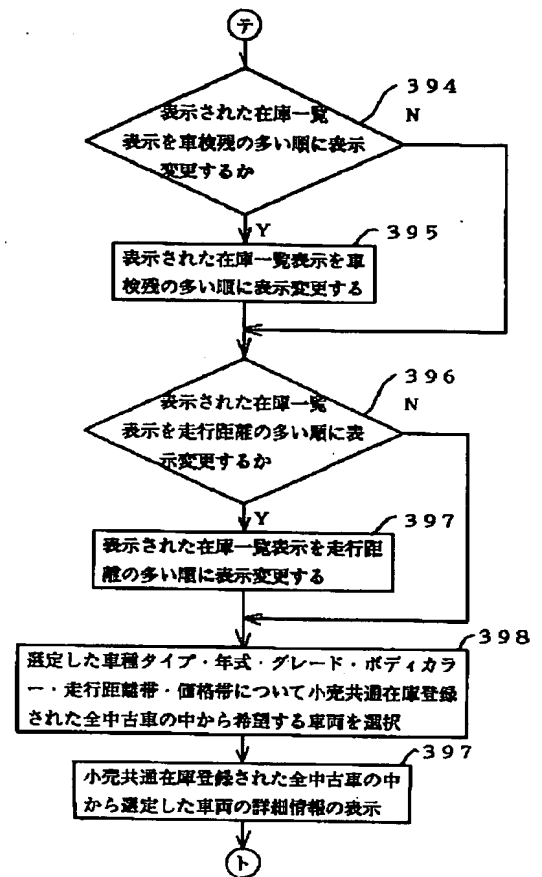 テ
394
表示された在庫一覧
N
表示を車検残の多い順に表示
変更するか
Y
395
表示された在庫一覧表示を車
検残の多い順に表示変更する
396
表示された在庫一覧
N
表示を走行距離の多い順に表
示変更するか
Y
397
表示された在庫一覧表示を走行距
離の多い順に表示変更する
398
選定した車種タイプ・年式・グレード・ボディカラ
ー・走行距離帯・価格帯について小売共通在庫登録
された全中古車の中から希望する車両を選択
397
小売共通在庫登録された全中古車の中
から選定した車両の詳細情報の表示
ト